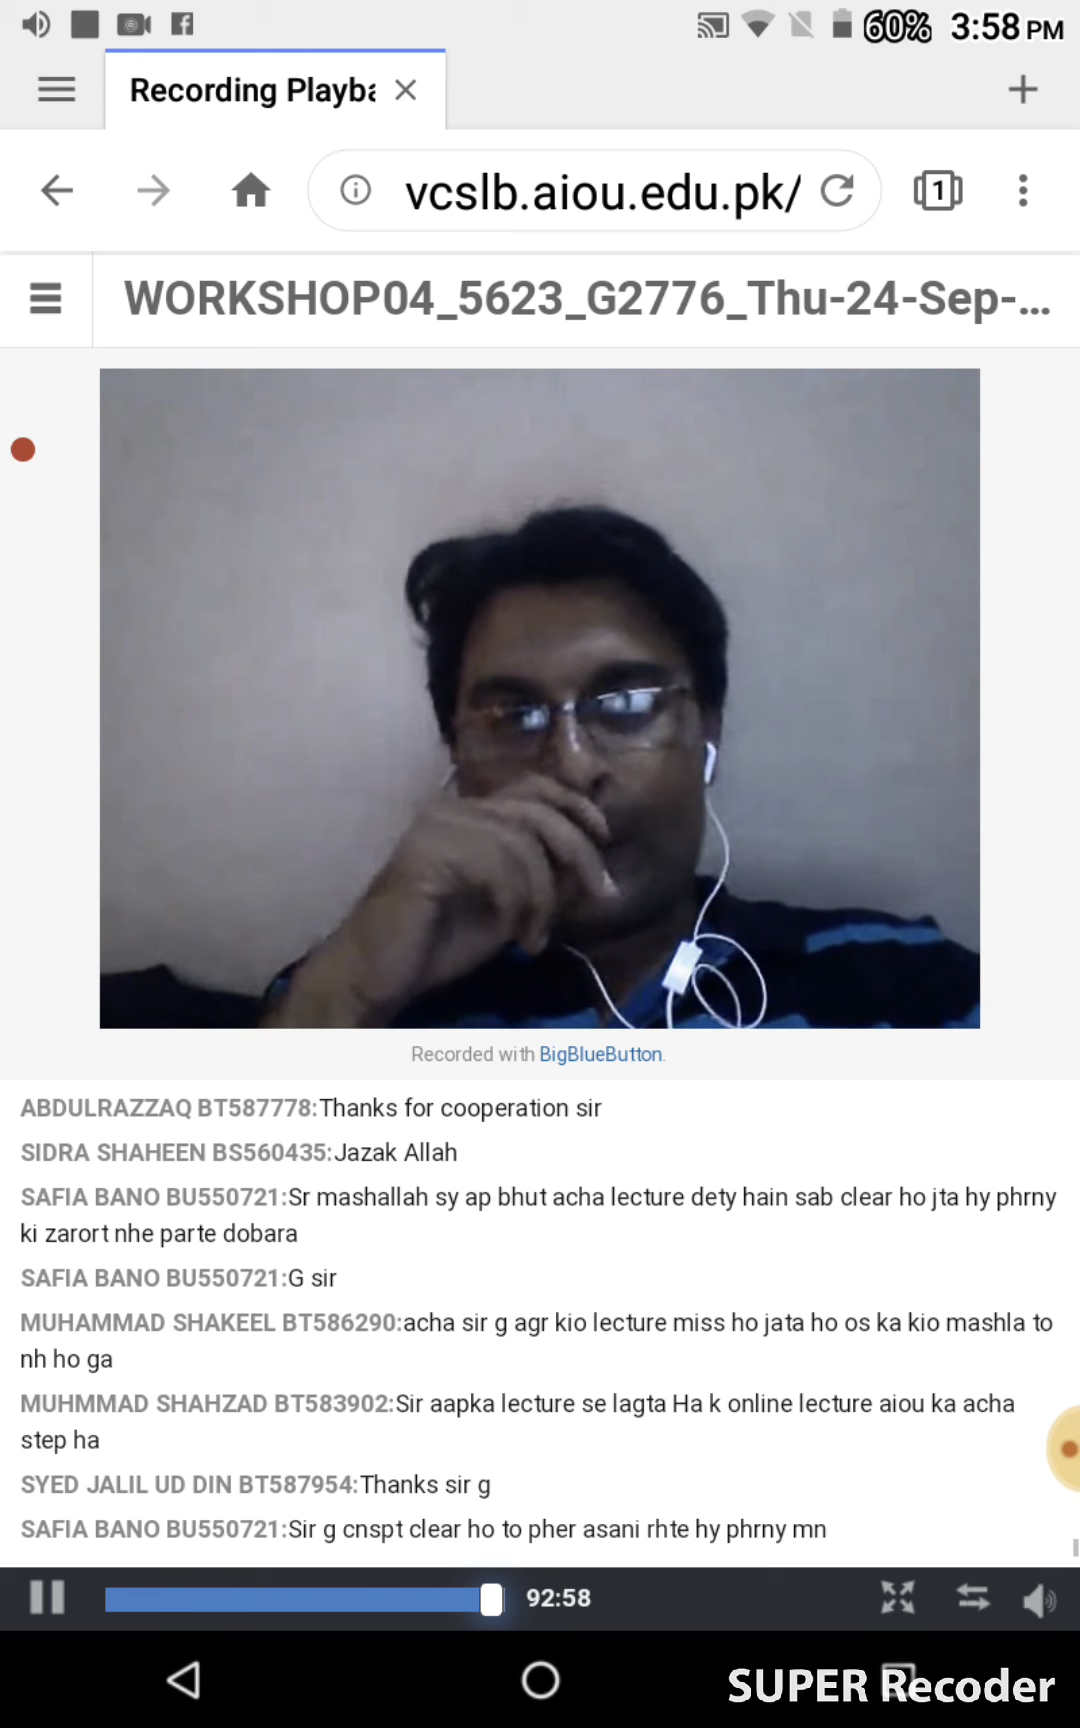 60% 3:58 PM
Recording Playba
vcslb.aiou.edu.pk/
1
WORKSHOP04_5623_G2776_Thu-24-Sep-...
Recorded with BigBlueButton.
ABDULRAZZAQ BT587778:Thanks for cooperation sir
SIDRA SHAHEEN BS560435:Jazak Allah
SAFIA BANO BU550721:Sr mashallah sy ap bhut acha lecture dety hain sab clear ho jta hy phrny
ki zarort nhe parte dobara
SAFIA BANO BU550721:G sir
MUHAMMAD SHAKEEL BT586290:acha sir g agr kio lecture miss ho jata ho os ka kio mashla to
nh ho ga
MUHMMAD SHAHZAD BT583902:Sir aapka lecture se lagta Ha k online lecture aiou ka acha
step ha
SYED JALIL UD DIN BT587954:Thanks sir g
SAFIA BANO BU550721:Sir g cnspt clear ho to pher asani rhte hy phrny mn
92:58
SUPER Recoder